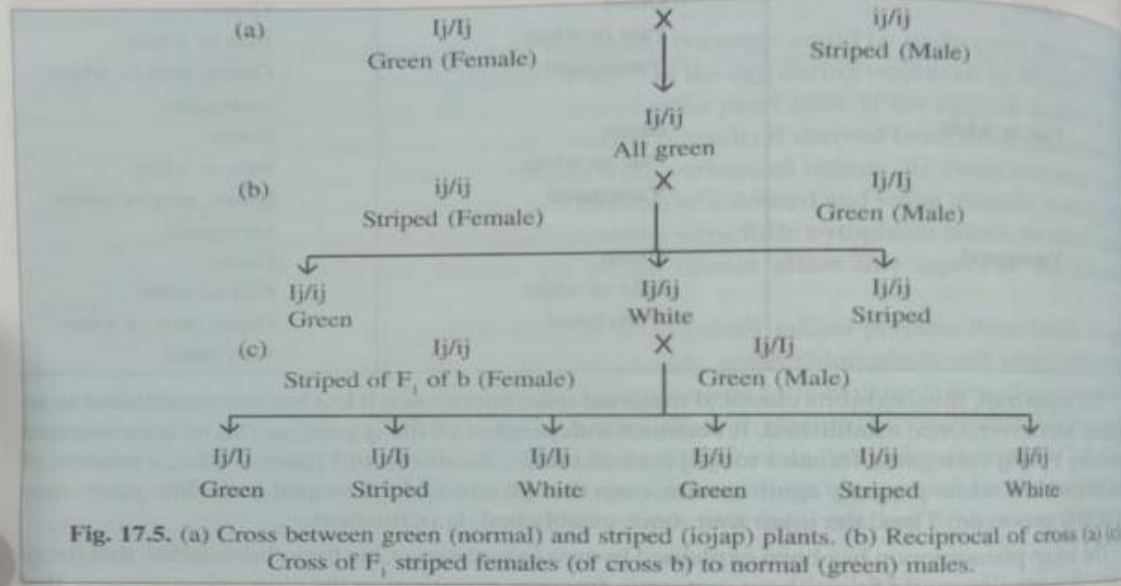 (a) Ij/Ij × ij/ij
Green (Female) Striped (Male)
Ij/ij
All green
(b) ij/ij × Ij/Ij
Striped (Female) Green (Male)
Ij/ij Ij/ij Ij/ij
Green White Striped
(c) Ij/ij × Ij/Ij
Striped of F₁ of b (Female) Green (Male)
Ij/Ij Ij/Ij Ij/Ij Ij/ij Ij/ij Ij/ij
Green Striped White Green Striped White
Fig. 17.5. (a) Cross between green (normal) and striped (iojap) plants. (b) Reciprocal of cross (a) (c)
Cross of F₁ striped females (of cross b) to normal (green) males.